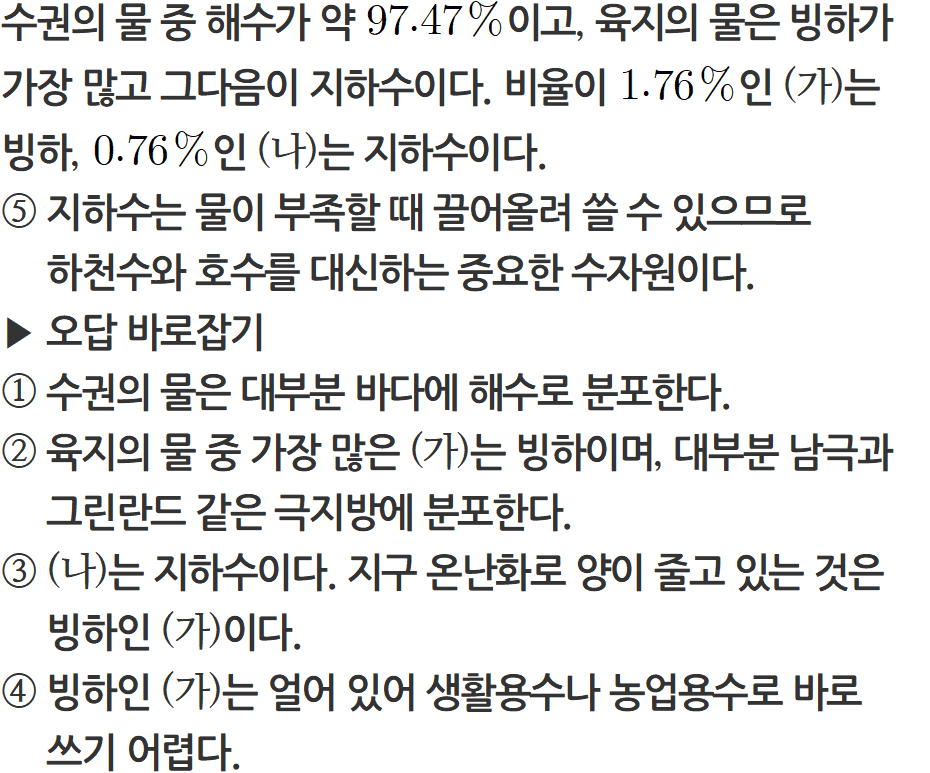 수권의 물 중 해수가 약 97.47%이고, 육지의 물은 빙하가
가장 많고 그다음이 지하수이다. 비율이 1.76%인 (가)는
빙하, 0.76%인 (나)는 지하수이다.
⑤ 지하수는 물이 부족할 때 끌어올려 쓸 수 있으므로
하천수와 호수를 대신하는 중요한 수자원이다.
▶ 오답 바로잡기
① 수권의 물은 대부분 바다에 해수로 분포한다.
② 육지의 물 중 가장 많은 (가)는 빙하이며, 대부분 남극과
그린란드 같은 극지방에 분포한다.
③ (나)는 지하수이다. 지구 온난화로 양이 줄고 있는 것은
빙하인 (가)이다.
④ 빙하인 (가)는 얼어 있어 생활용수나 농업용수로 바로
쓰기 어렵다.